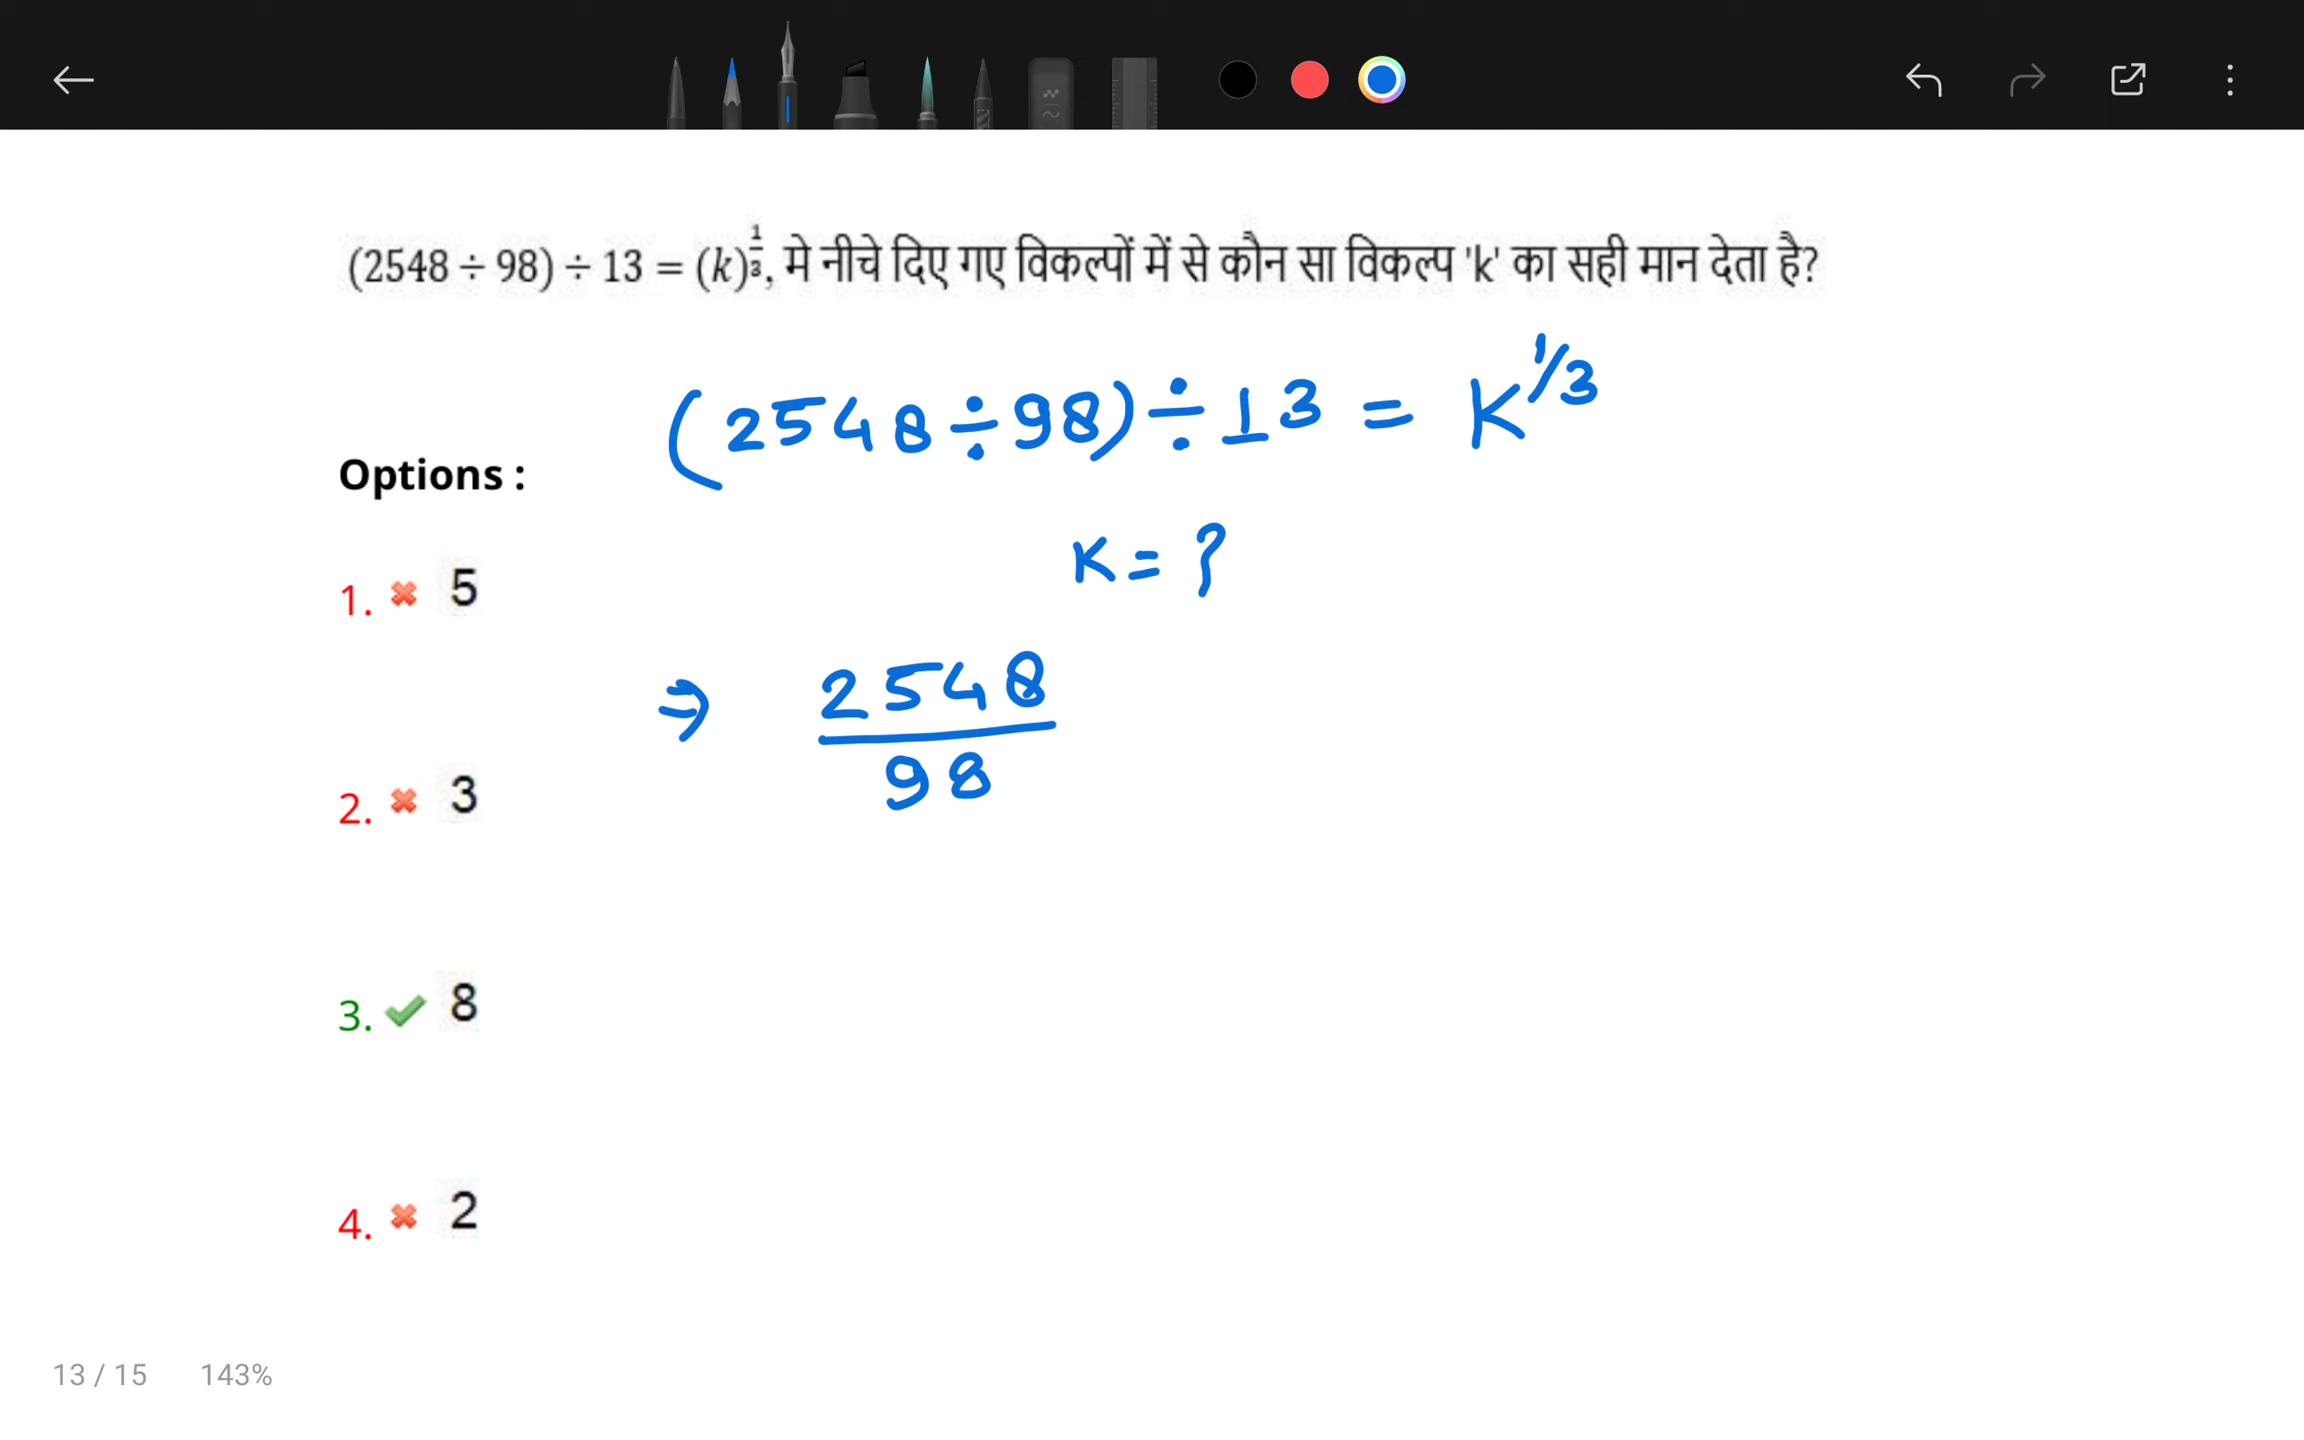 (2548 ÷ 98) ÷ 13 = (k)^{1/3}, मे नीचे दिए गए विकल्पों में से कौन सा विकल्प 'k' का सही मान देता है?
(2548÷98)÷13 = K^{1/3}
Options :
K = ?
1. 5
⇒ 2548/98
2. 3
3. 8
4. 2
13 / 15 143%